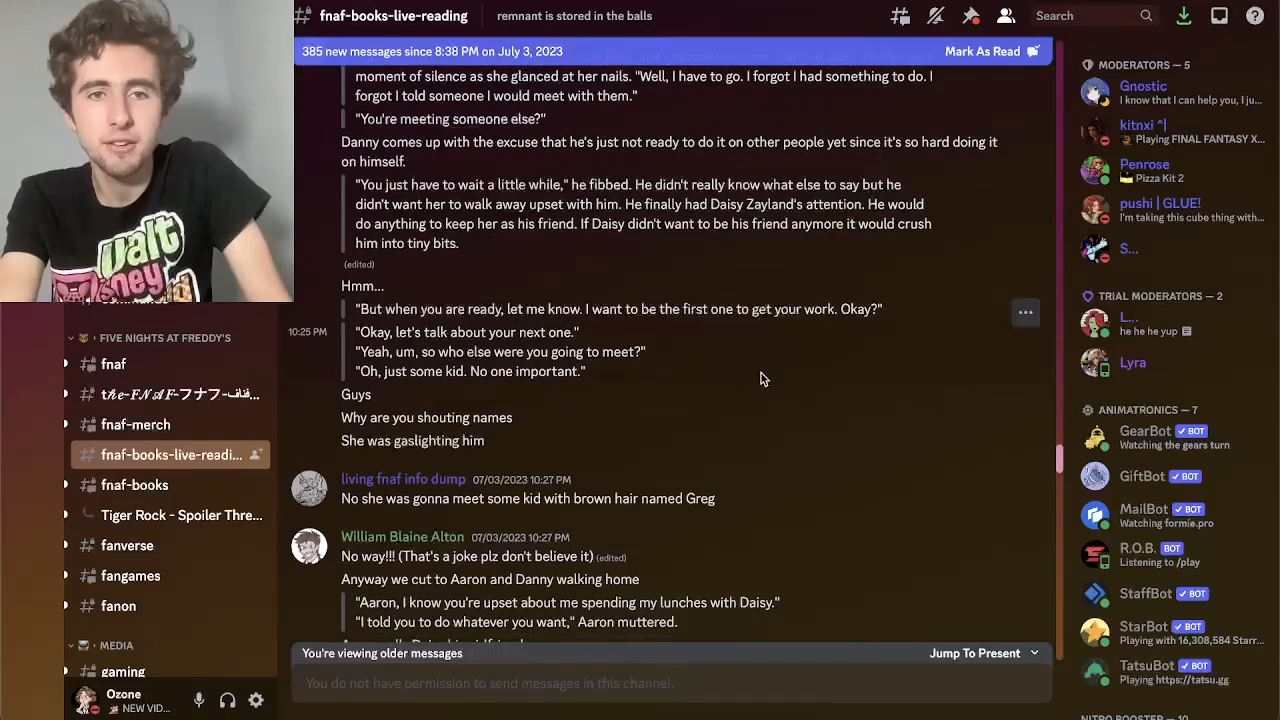 fnaf-books-live-reading
remnant is stored in the balls
Search
385 new messages since 8:38 PM on July 3, 2023
Mark As Read
moment of silence as she glanced at her nails. "Well, I have to go. I forgot I had something to do. I
forgot I told someone I would meet with them."
"You're meeting someone else?"
Danny comes up with the excuse that he's just not ready to do it on other people yet since it's so hard doing it
on himself.
"You just have to wait a little while," he fibbed. He didn't really know what else to say but he
didn't want her to walk away upset with him. He finally had Daisy Zayland's attention. He would
do anything to keep her as his friend. If Daisy didn't want to be his friend anymore it would crush
him into tiny bits.
(edited)
Hmm...
"But when you are ready, let me know. I want to be the first one to get your work. Okay?"
10:25 PM
"Okay, let's talk about your next one."
"Yeah, um, so who else were you going to meet?"
"Oh, just some kid. No one important."
Guys
Why are you shouting names
She was gaslighting him
living fnaf info dump 07/03/2023 10:27 PM
No she was gonna meet some kid with brown hair named Greg
William Blaine Alton 07/03/2023 10:27 PM
No way!!! (That's a joke plz don't believe it) (edited)
Anyway we cut to Aaron and Danny walking home
"Aaron, I know you're upset about me spending my lunches with Daisy."
"I told you to do whatever you want," Aaron muttered.
You're viewing older messages
Jump To Present
You do not have permission to send messages in this channel.
FIVE NIGHTS AT FREDDY'S
fnaf
the-FNAF-フナフ-فناف...
fnaf-merch
fnaf-books-live-readi...
fnaf-books
Tiger Rock - Spoiler Thre...
fanverse
fangames
fanon
MEDIA
gaming
Ozone
NEW VID...
MODERATORS — 5
Gnostic
I know that I can help you, I ju...
kitnxi ^|
Playing FINAL FANTASY X...
Penrose
Pizza Kit 2
pushi | GLUE!
I'm taking this cube thing with...
S...
TRIAL MODERATORS — 2
L...
he he he yup
Lyra
ANIMATRONICS — 7
GearBot ✓ BOT
Watching the gears turn
GiftBot ✓ BOT
MailBot ✓ BOT
Watching formie.pro
R.O.B. BOT
Listening to /play
StaffBot ✓ BOT
StarBot ✓ BOT
Playing with 16,308,584 Starr...
TatsuBot ✓ BOT
Playing https://tatsu.gg
NITRO BOOSTER — 10
valt